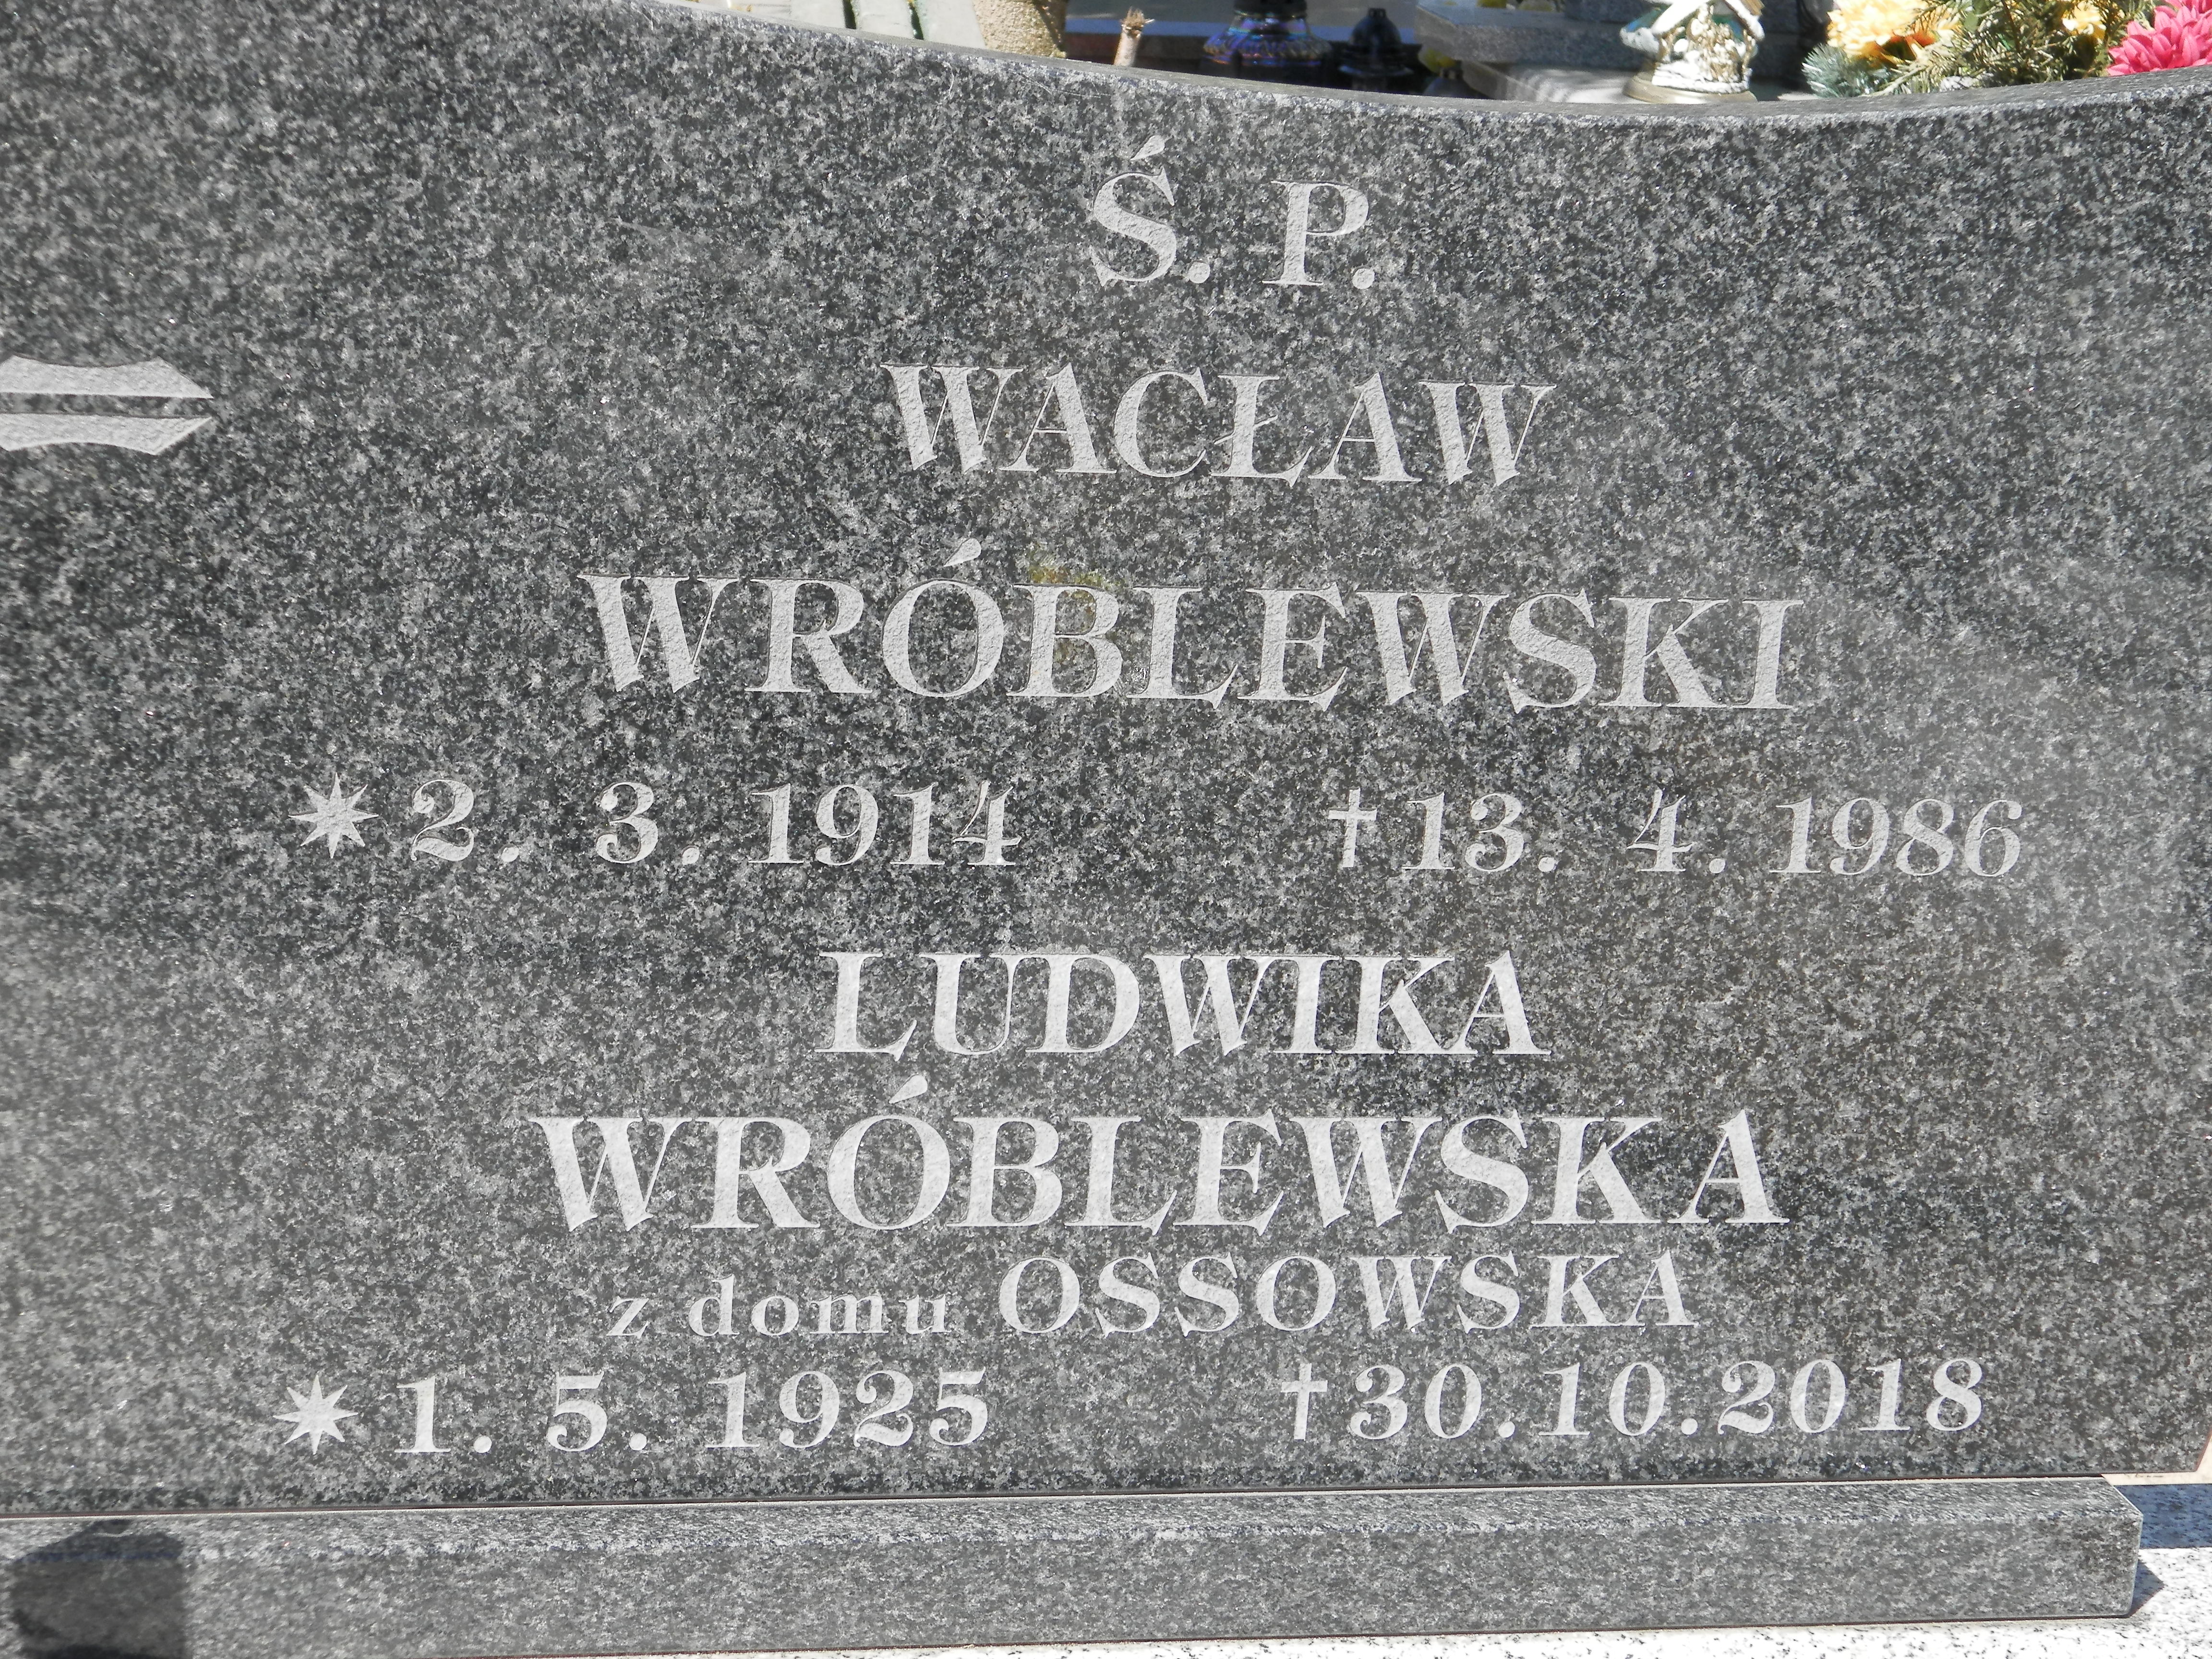 Ś. P.
WACŁAW
WRÓBLEWSKI
✷ 2. 3. 1914 †13. 4. 1986
LUDWIKA
WRÓBLEWSKA
z domu OSSOWSKA
✷ 1. 5. 1925 †30.10.2018